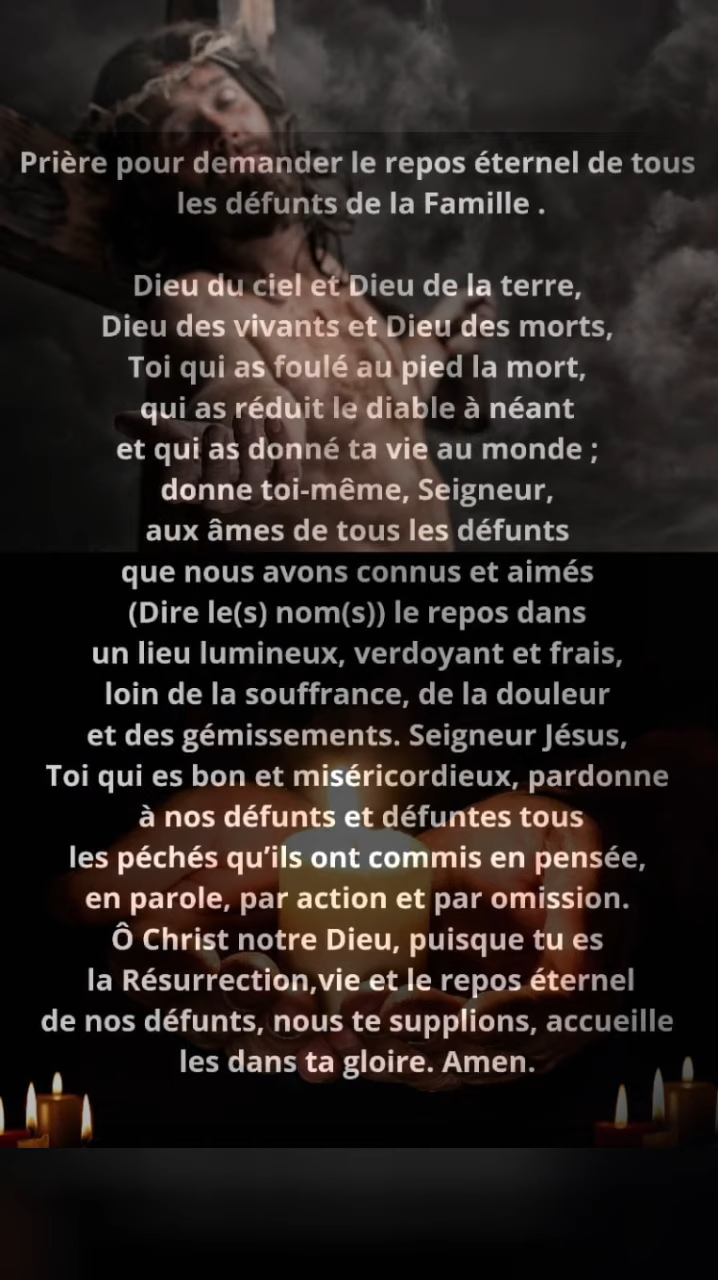 Prière pour demander le repos éternel de tous
les défunts de la Famille .
Dieu du ciel et Dieu de la terre,
Dieu des vivants et Dieu des morts,
Toi qui as foulé au pied la mort,
qui as réduit le diable à néant
et qui as donné ta vie au monde ;
donne toi-même, Seigneur,
aux âmes de tous les défunts
que nous avons connus et aimés
(Dire le(s) nom(s)) le repos dans
un lieu lumineux, verdoyant et frais,
loin de la souffrance, de la douleur
et des gémissements. Seigneur Jésus,
Toi qui es bon et miséricordieux, pardonne
à nos défunts et défuntes tous
les péchés qu’ils ont commis en pensée,
en parole, par action et par omission.
Ô Christ notre Dieu, puisque tu es
la Résurrection,vie et le repos éternel
de nos défunts, nous te supplions, accueille
les dans ta gloire. Amen.